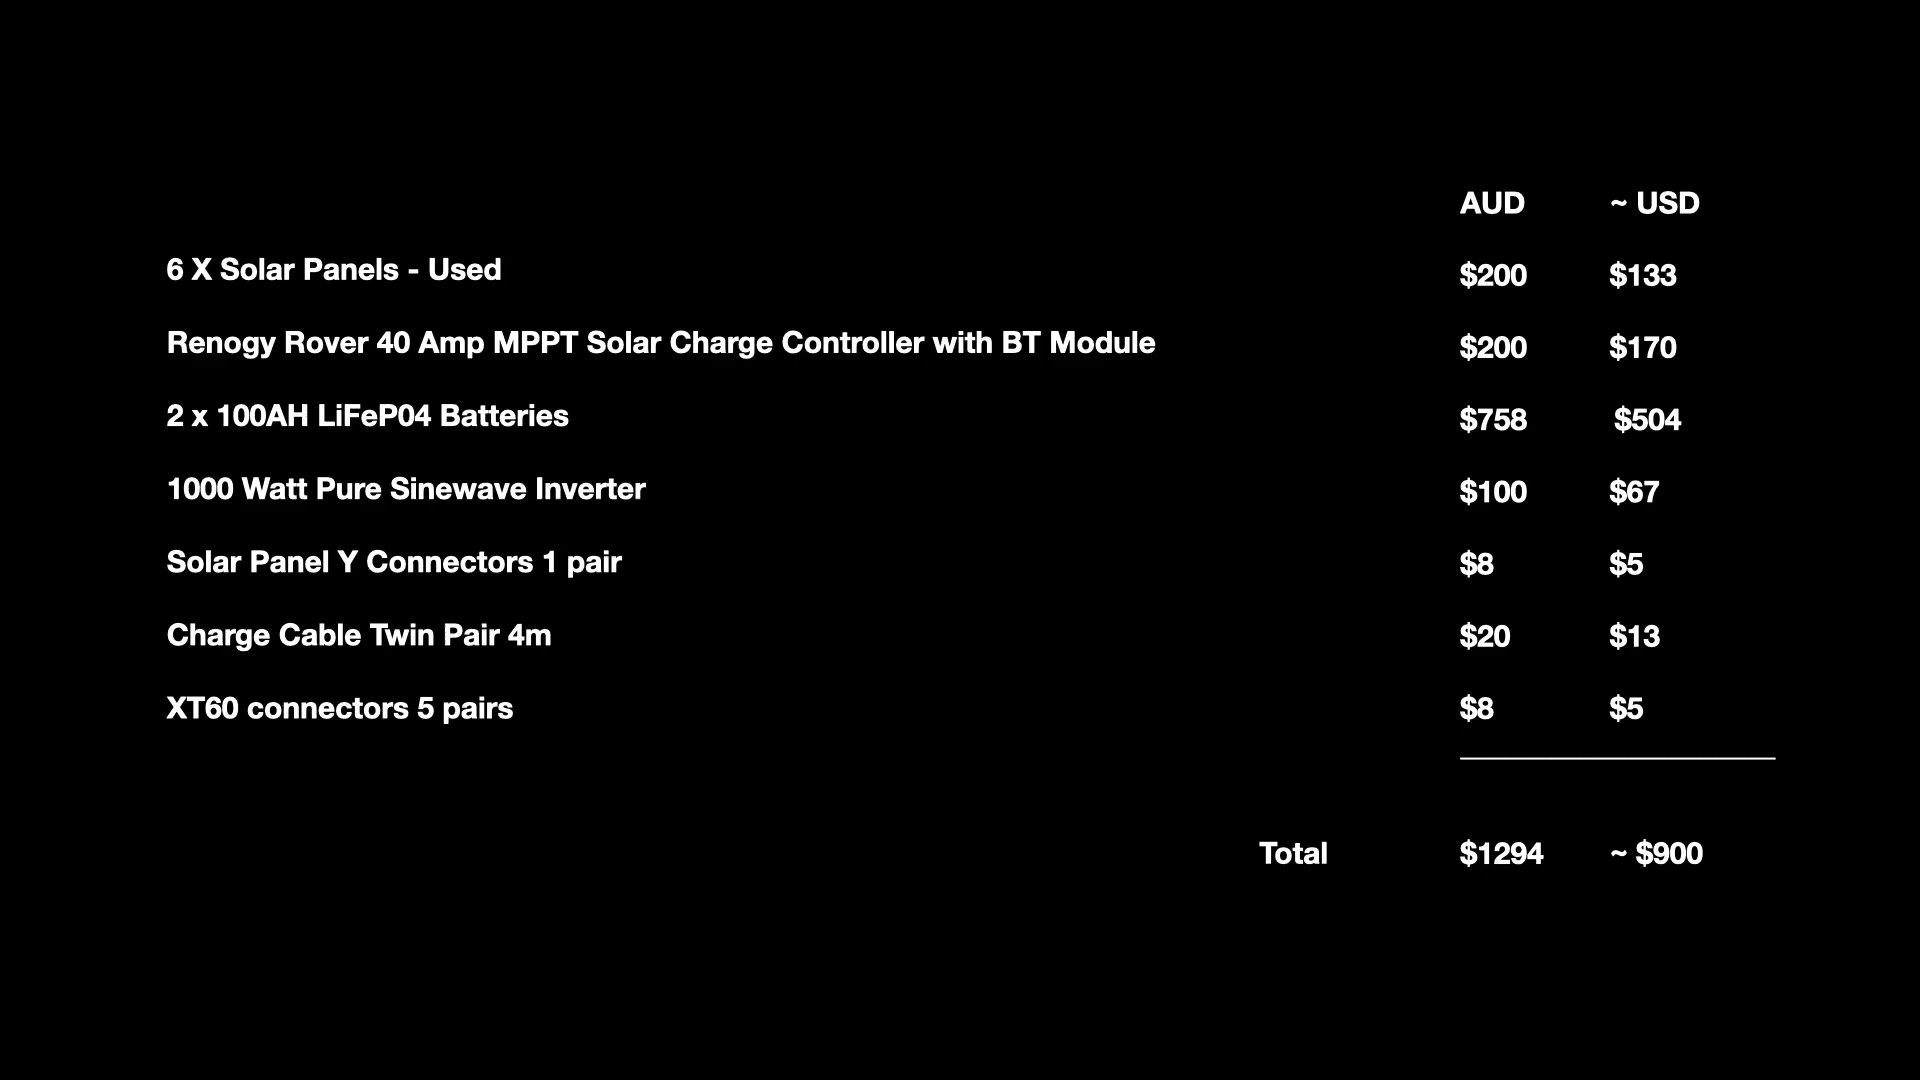 AUD ~ USD
6 X Solar Panels - Used $200 $133
Renogy Rover 40 Amp MPPT Solar Charge Controller with BT Module $200 $170
2 x 100AH LiFeP04 Batteries $758 $504
1000 Watt Pure Sinewave Inverter $100 $67
Solar Panel Y Connectors 1 pair $8 $5
Charge Cable Twin Pair 4m $20 $13
XT60 connectors 5 pairs $8 $5
Total $1294 ~ $900